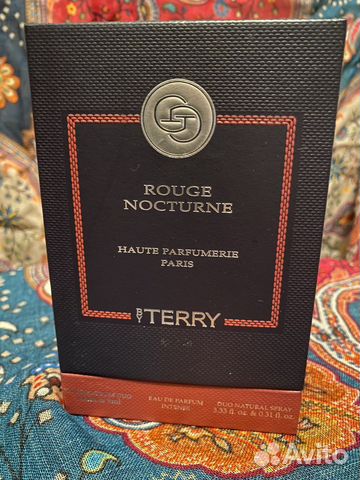 ROUGE
NOCTURNE
HAUTE PARFUMERIE
PARIS
BY TERRY
EAU DE PARFUM
INTENSE
DUO NATURAL SPRAY
3.33 fl. oz. & 0.31 fl. oz.
Avito